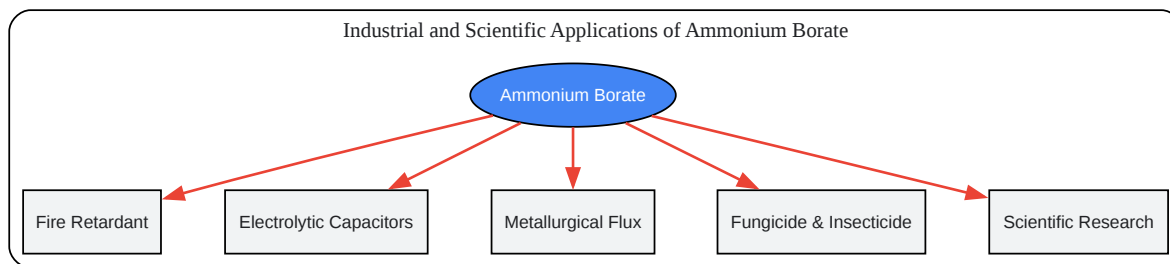 Industrial and Scientific Applications of Ammonium Borate
Ammonium Borate
Fire Retardant
Electrolytic Capacitors
Metallurgical Flux
Fungicide & Insecticide
Scientific Research